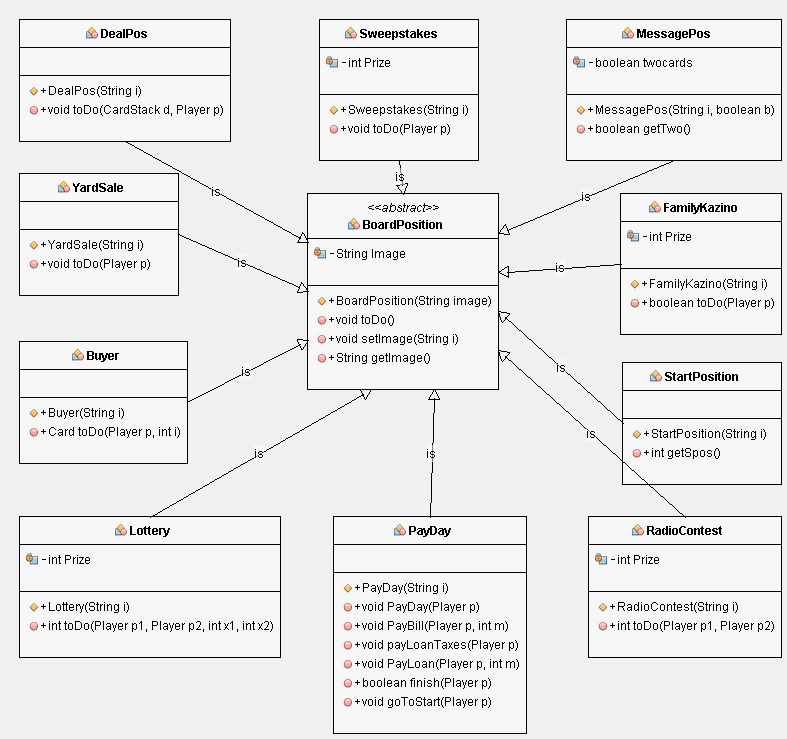 DealPos
+DealPos(String i)
+void toDo(CardStack d, Player p)
Sweepstakes
-int Prize
+Sweepstakes(String i)
+void toDo(Player p)
MessagePos
-boolean twocards
+MessagePos(String i, boolean b)
+boolean getTwo()
is
is
is
YardSale
+YardSale(String i)
+void toDo(Player p)
is
<<abstract>>
BoardPosition
-String Image
+BoardPosition(String image)
+void toDo()
+void setImage(String i)
+String getImage()
FamilyKazino
-int Prize
+FamilyKazino(String i)
+boolean toDo(Player p)
is
Buyer
+Buyer(String i)
+Card toDo(Player p, int i)
is
StartPosition
+StartPosition(String i)
+int getSpos()
is
is
is
is
Lottery
-int Prize
+Lottery(String i)
+int toDo(Player p1, Player p2, int x1, int x2)
PayDay
+PayDay(String i)
+void PayDay(Player p)
+void PayBill(Player p, int m)
+void payLoanTaxes(Player p)
+void PayLoan(Player p, int m)
+boolean finish(Player p)
+void goToStart(Player p)
RadioContest
-int Prize
+RadioContest(String i)
+int toDo(Player p1, Player p2)